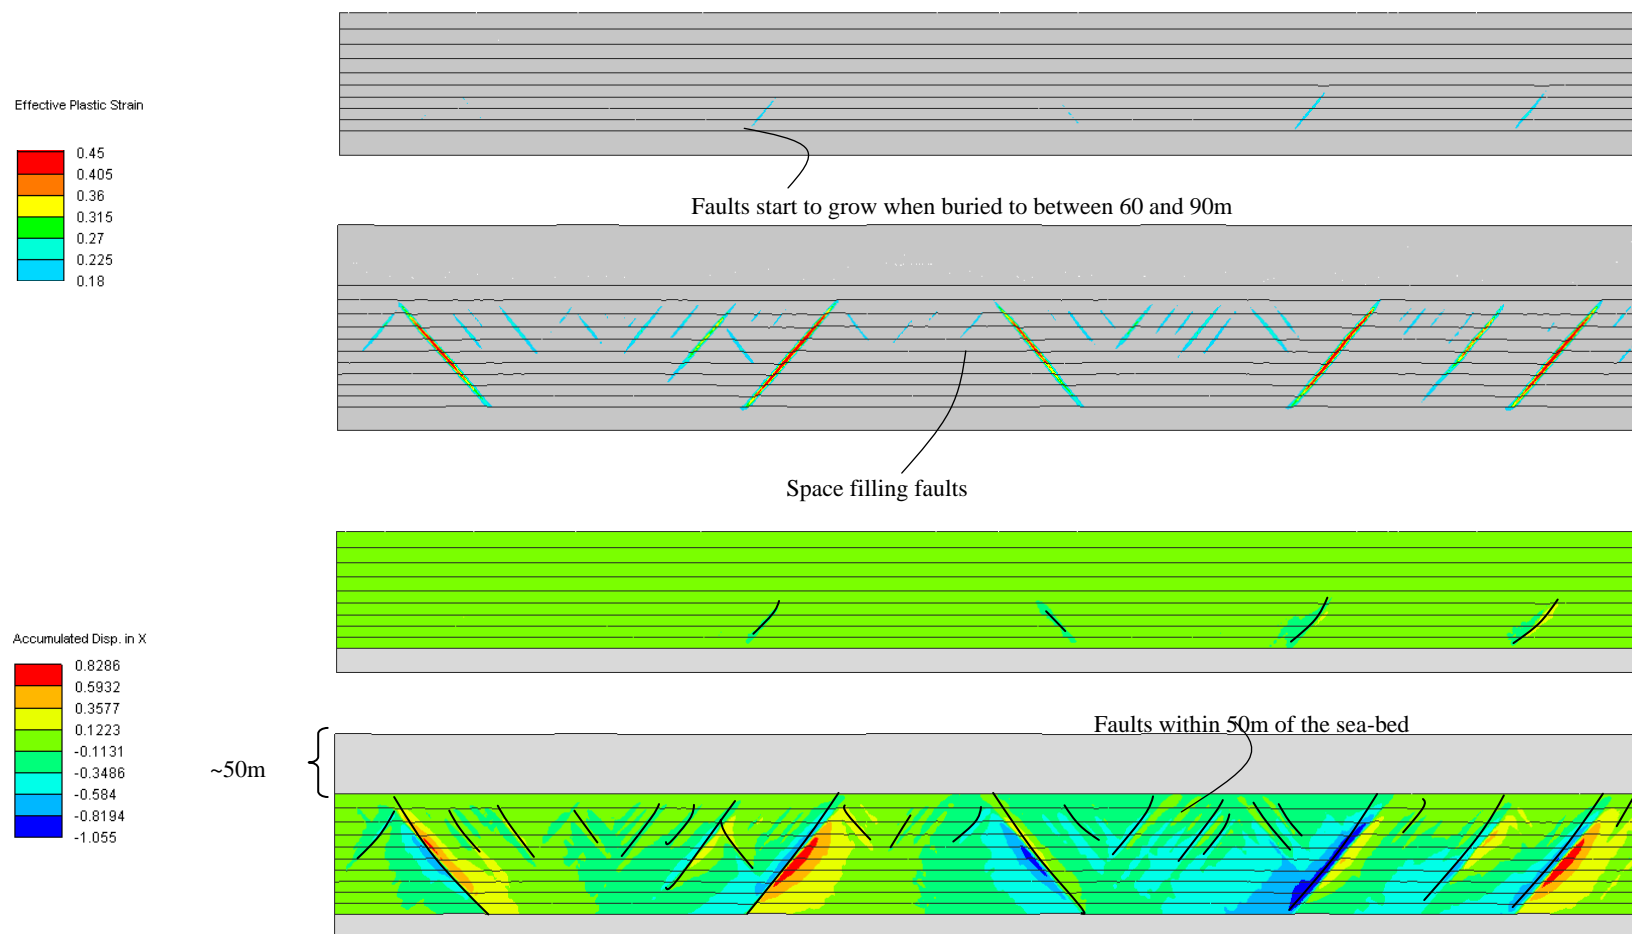 Effective Plastic Strain
0.45
0.405
0.36
0.315
0.27
0.225
0.18
Faults start to grow when buried to between 60 and 90m
Space filling faults
Accumulated Disp. in X
0.8286
0.5932
0.3577
0.1223
-0.1131
-0.3486
-0.584
-0.8194
-1.055
Faults within 50m of the sea-bed
~50m